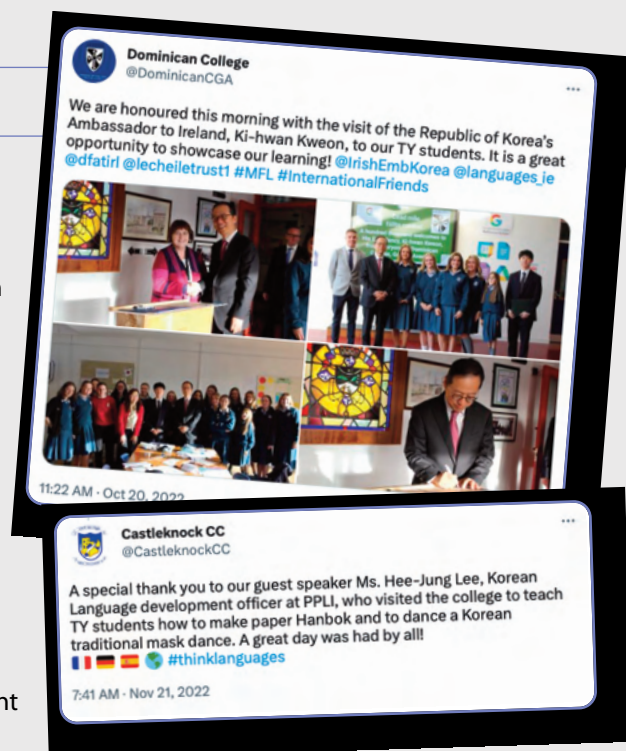 Dominican College
@DominicanCGA
We are honoured this morning with the visit of the Republic of Korea's
Ambassador to Ireland, Ki-hwan Kweon, to our TY students. It is a great
opportunity to showcase our learning! @IrishEmbKorea @languages_ie
@dfatirl @lecheiletrust1 #MFL #InternationalFriends
11:22 AM · Oct 20, 2022
Castleknock CC
@CastleknockCC
A special thank you to our guest speaker Ms. Hee-Jung Lee, Korean
Language development officer at PPLI, who visited the college to teach
TY students how to make paper Hanbok and to dance a Korean
traditional mask dance. A great day was had by all!
#thinklanguages
7:41 AM · Nov 21, 2022
nt